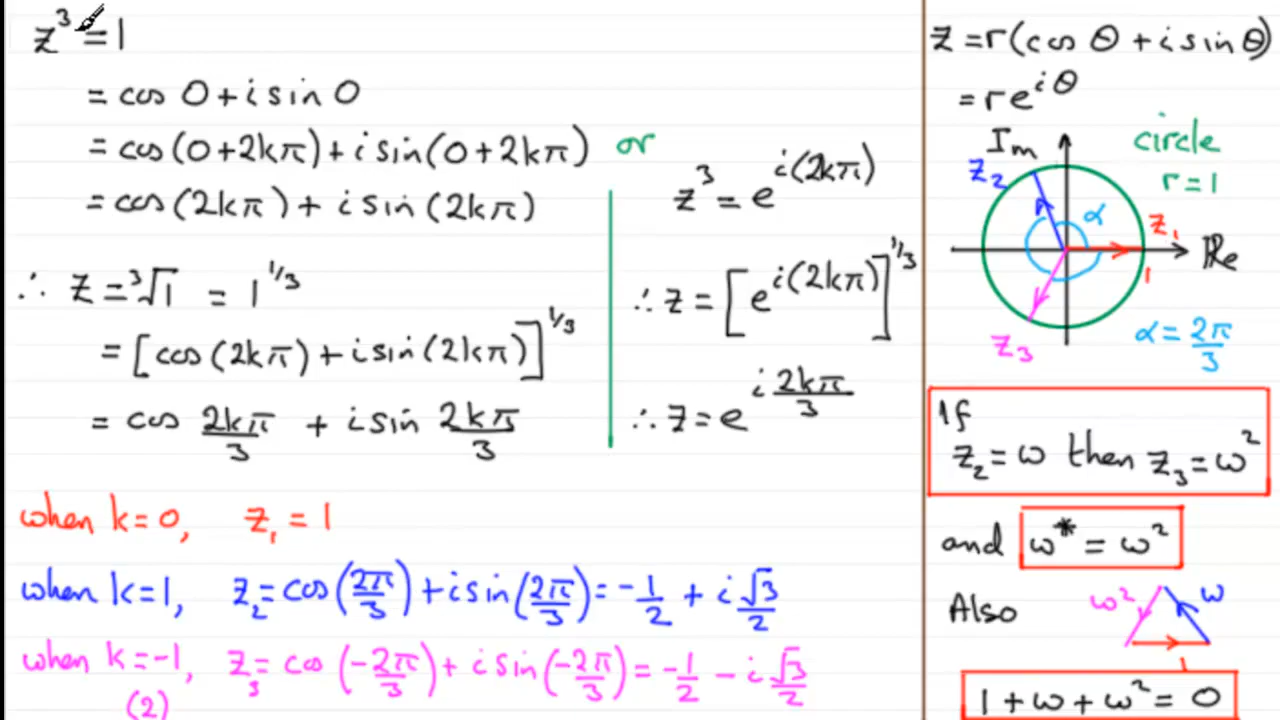 z³ = 1
= cos 0 + i sin 0
= cos(0+2kπ) + i sin(0+2kπ) or
= cos(2kπ) + i sin(2kπ)
∴ z = ³√1 = 1^(1/3)
= [cos(2kπ) + i sin(2kπ)]^(1/3)
= cos 2kπ/3 + i sin 2kπ/3
z³ = e^(i(2kπ))
∴ z = [e^(i(2kπ))]^(1/3)
∴ z = e^(i 2kπ/3)
when k=0, z₁ = 1
when k=1, z₂ = cos(2π/3) + i sin(2π/3) = -1/2 + i √3/2
when k=-1, z₃ = cos(-2π/3) + i sin(-2π/3) = -1/2 - i √3/2
(2)
z = r(cos θ + i sin θ)
= re^(iθ)
Im
circle
r = 1
z₂
α
z₁
Re
1
z₃
α = 2π/3
If
z₂ = ω then z₃ = ω²
and ω* = ω²
Also
ω²
ω
1
1 + ω + ω² = 0